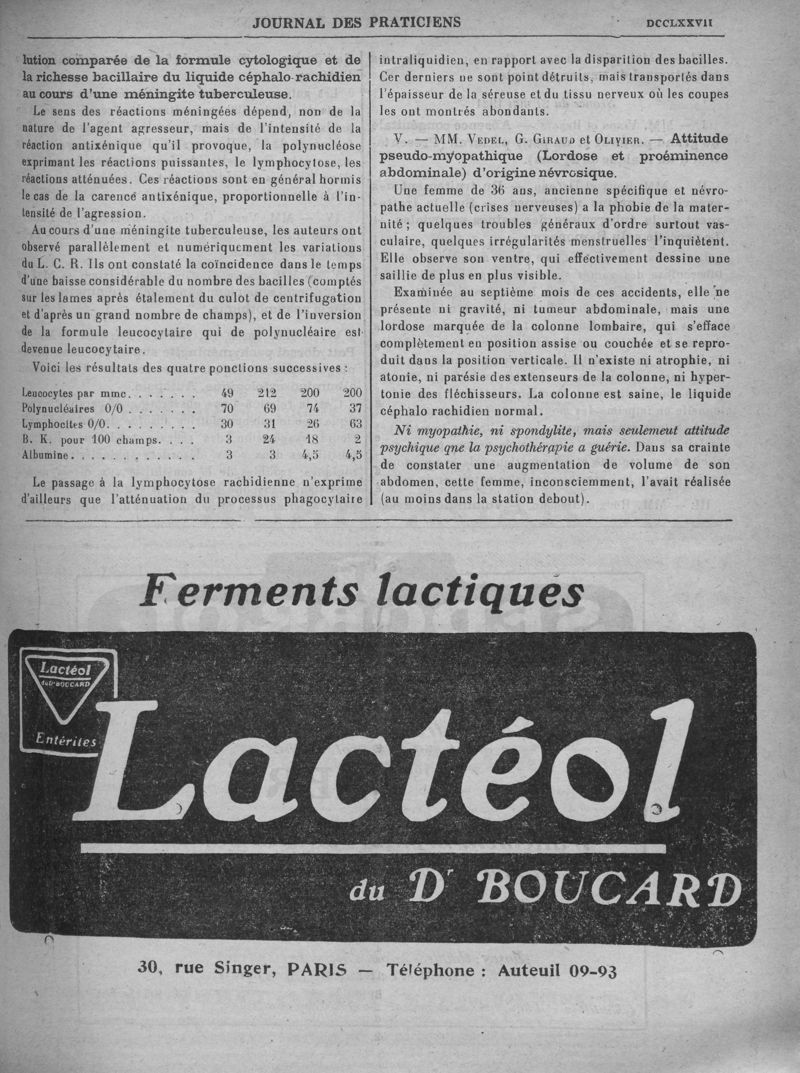 JOURNAL DES PRATICIENS
DCCLXXVII
lution comparée de la formule cytologique et de
la richesse bacillaire du liquide céphalo-rachidien
au cours d'une méningite tuberculeuse.
Le sens des réactions méningées dépend, non de la
nature de l'agent agresseur, mais de l'intensité de la
réaction antixénique qu'il provoque, la polynucléose
exprimant les réactions puissantes, le lymphocytose, les
réactions atténuées. Ces réactions sont en général hormis
le cas de la carence antixénique, proportionnelle à l'in-
tensité de l'agression.
Au cours d'une méningite tuberculeuse, les auteurs ont
observé parallèlement et numériquement les variations
du L. C. R. Ils ont constaté la coïncidence dans le temps
d'une baisse considérable du nombre des bacilles (comptés
sur les lames après étalement du culot de centrifugation
et d'après un grand nombre de champs), et de l'inversion
de la formule leucocytaire qui de polynucléaire est
devenue leucocytaire.
Voici les résultats des quatre ponctions successives :
Leucocytes par mmc. . . . . . . 49 212 200 200
Polynucléaires 0/0 . . . . . . . 70 69 74 37
Lymphocites 0/0. . . . . . . . . 30 31 26 63
B. K. pour 100 champs. . . . 3 24 18 2
Albumine. . . . . . . . . . . . 3 3 4,5 4,5
Le passage à la lymphocytose rachidienne n'exprime
d'ailleurs que l'atténuation du processus phagocytaire
intraliquidien, en rapport avec la disparition des bacilles.
Cer derniers ne sont point détruits, mais transportés dans
l'épaisseur de la séreuse et du tissu nerveux où les coupes
les ont montrés abondants.
V. — MM. VEDEL, G. GIRAUD et OLIVIER. — Attitude
pseudo-myopathique (Lordose et proéminence
abdominale) d'origine névrosique.
Une femme de 36 ans, ancienne spécifique et névro-
pathe actuelle (crises nerveuses) a la phobie de la mater-
nité ; quelques troubles généraux d'ordre surtout vas-
culaire, quelques irrégularités menstruelles l'inquiètent.
Elle observe son ventre, qui effectivement dessine une
saillie de plus en plus visible.
Examinée au septième mois de ces accidents, elle ne
présente ni gravité, ni tumeur abdominale, mais une
lordose marquée de la colonne lombaire, qui s'efface
complètement en position assise ou couchée et se repro-
duit dans la position verticale. Il n'existe ni atrophie, ni
atonie, ni parésie des extenseurs de la colonne, ni hyper-
tonie des fléchisseurs. La colonne est saine, le liquide
céphalo rachidien normal.
Ni myopathie, ni spondylite, mais seulement attitude
psychique qne la psychothérapie a guérie. Dans sa crainte
de constater une augmentation de volume de son
abdomen, cette femme, inconsciemment, l'avait réalisée
(au moins dans la station debout).
Ferments lactiques
Lactéol
du Dr BOUCARD
Entérites
Lactéol
du Dr BOUCARD
30, rue Singer, PARIS — Téléphone : Auteuil 09-93